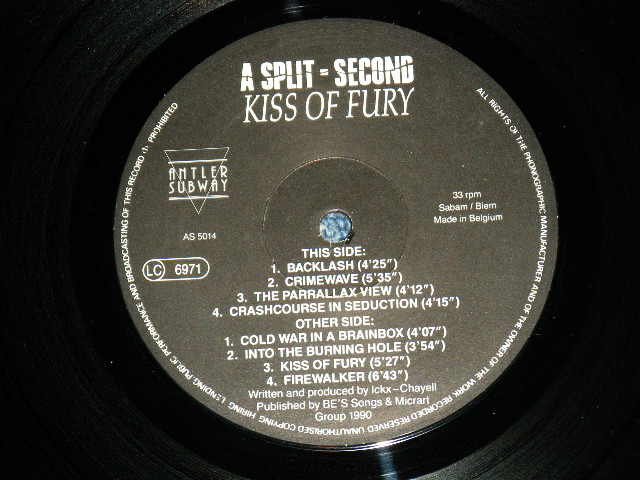 A SPLIT = SECOND
KISS OF FURY
ANTLER
SUBWAY
AS 5014
LC 6971
33 rpm
Sabam / Biem
Made in Belgium
THIS SIDE:
1. BACKLASH (4'25")
2. CRIMEWAVE (5'35")
3. THE PARRALLAX VIEW (4'12")
4. CRASHCOURSE IN SEDUCTION (4'15")
OTHER SIDE:
1. COLD WAR IN A BRAINBOX (4'07")
2. INTO THE BURNING HOLE (3'54")
3. KISS OF FURY (5'27")
4. FIREWALKER (6'43")
Written and produced by Ickx–Chayell
Published by BE'S Songs & Micrart
Group 1990
ALL RIGHTS OF THE PHONOGRAPHIC MANUFACTURER AND OF THE OWNER OF THE WORK RECORDED RESERVED UNAUTHORISED COPYING HIRING LENDING PUBLIC PERFORMANCE AND BROADCASTING OF THIS RECORD (1) PROHIBITED